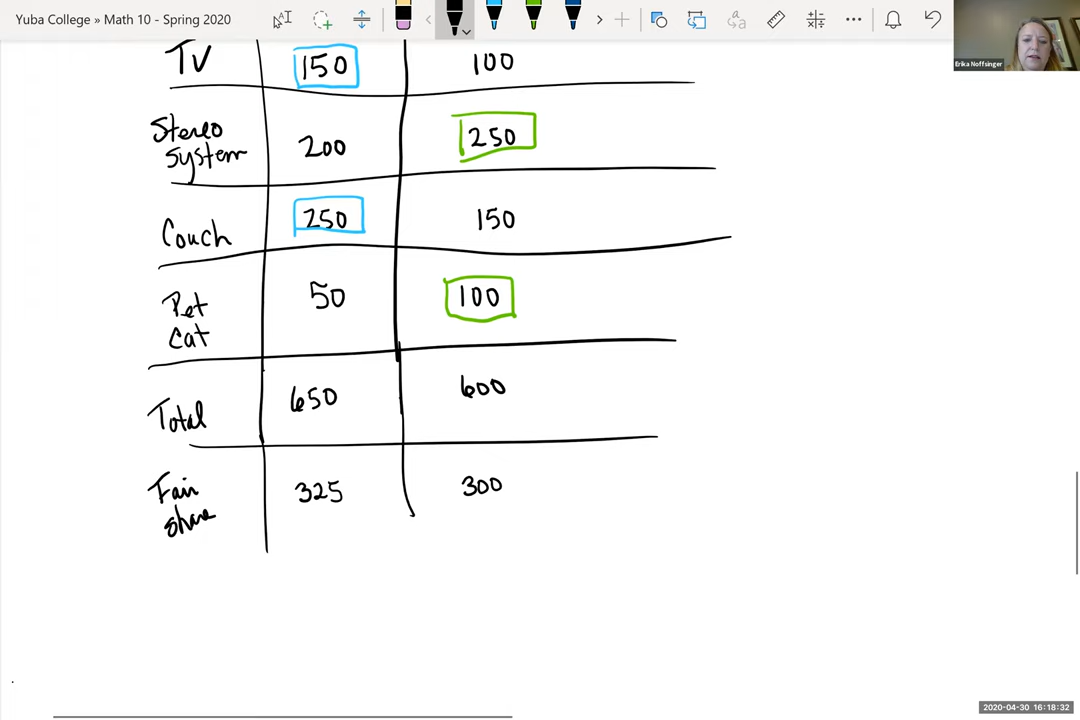 Yuba College » Math 10 - Spring 2020
Erika Noffsinger
TV 150 100
Stereo
system 200 250
Couch 250 150
Pet
cat 50 100
Total 650 600
Fair
share 325 300
2020-04-30 16:18:32